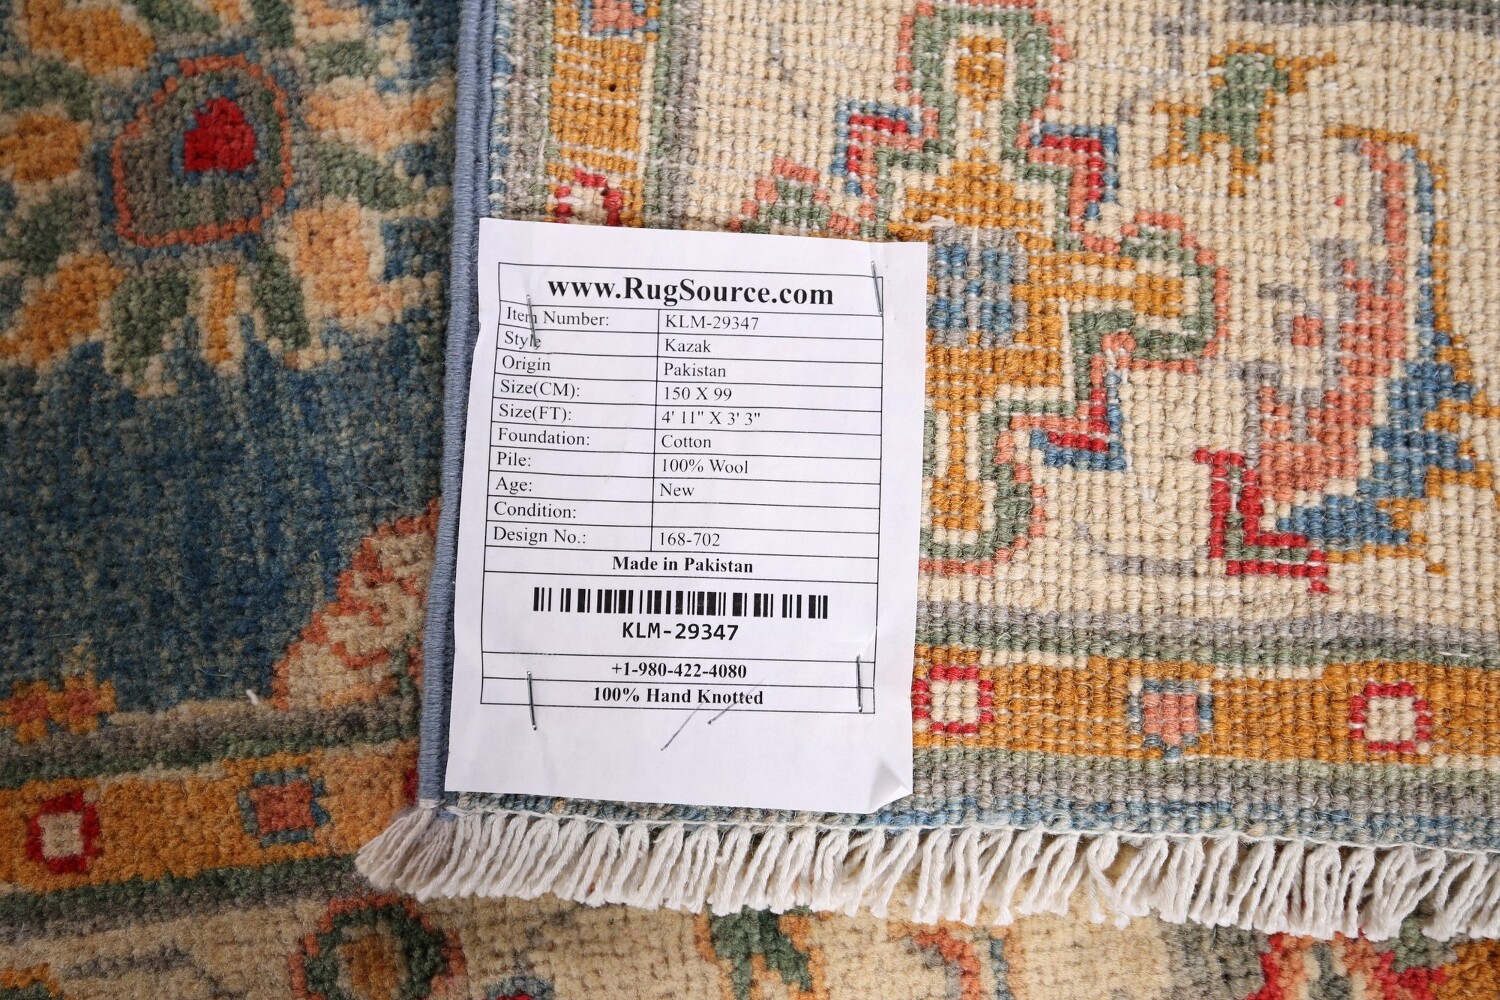 www.RugSource.com
Item Number: KLM-29347
Style Kazak
Origin Pakistan
Size(CM): 150 X 99
Size(FT): 4' 11" X 3' 3"
Foundation: Cotton
Pile: 100% Wool
Age: New
Condition:
Design No.: 168-702
Made in Pakistan
KLM-29347
+1-980-422-4080
100% Hand Knotted